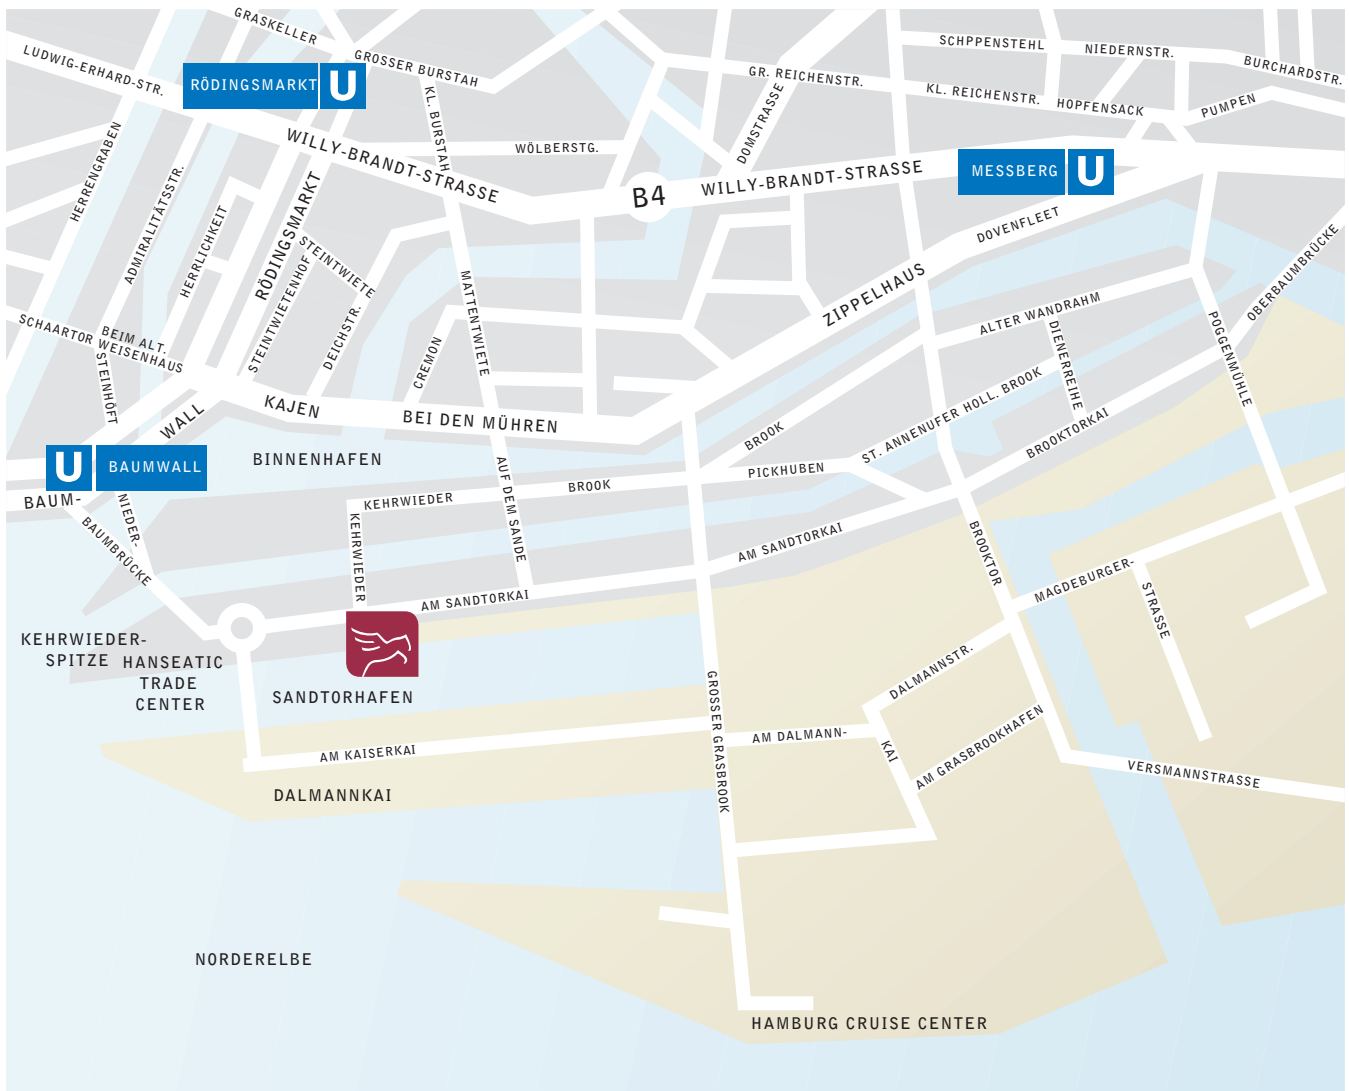 GRASKELLER
LUDWIG-ERHARD-STR.
RÖDINGSMARKT U
GROSSER BURSTAH
KL. BURSTAH
WILLY-BRANDT-STRASSE
WÖLBERSTG.
B4
WILLY-BRANDT-STRASSE
DOMSTRASSE
GR. REICHENSTR.
KL. REICHENSTR.
HOPFENSACK
SCHPPENSTEHL
NIEDERNSTR.
BURCHARDSTR.
PUMPEN
MESSBERG U
HERRENGRABEN
ADMIRALITÄTSSTR.
HERRLICHKEIT
RÖDINGSMARKT
STEINTWIETENHOF
STEINTWIETE
DEICHSTR.
CREMON
MATTENTWIETE
SCHAARTOR
BEIM ALT.
WEISENHAUS
STEINHÖFT
DOVENFLEET
ZIPPELHAUS
ALTER WANDRAHM
DIENERREIHE
OBERBAUMBRÜCKE
POGGENMÜHLE
WALL
KAJEN
BEI DEN MÜHREN
U BAUMWALL
BINNENHAFEN
BAUM-
NIEDER-
BAUMBRÜCKE
KEHRWIEDER
BROOK
KEHRWIEDER
AUF DEM SANDE
BROOK
PICKHUBEN
ST. ANNENUFER
HOLL. BROOK
BROOKTORKAI
AM SANDTORKAI
AM SANDTORKAI
BROOKTOR
MAGDEBURGER-
STRASSE
KEHRWIEDER-
SPITZE
HANSEATIC
TRADE
CENTER
SANDTORHAFEN
GROSSER GRASBROOK
DALMANNSTR.
AM DALMANN-
KAI
AM GRASBROOKHAFEN
AM KAISERKAI
DALMANNKAI
VERSMANNSTRASSE
NORDERELBE
HAMBURG CRUISE CENTER